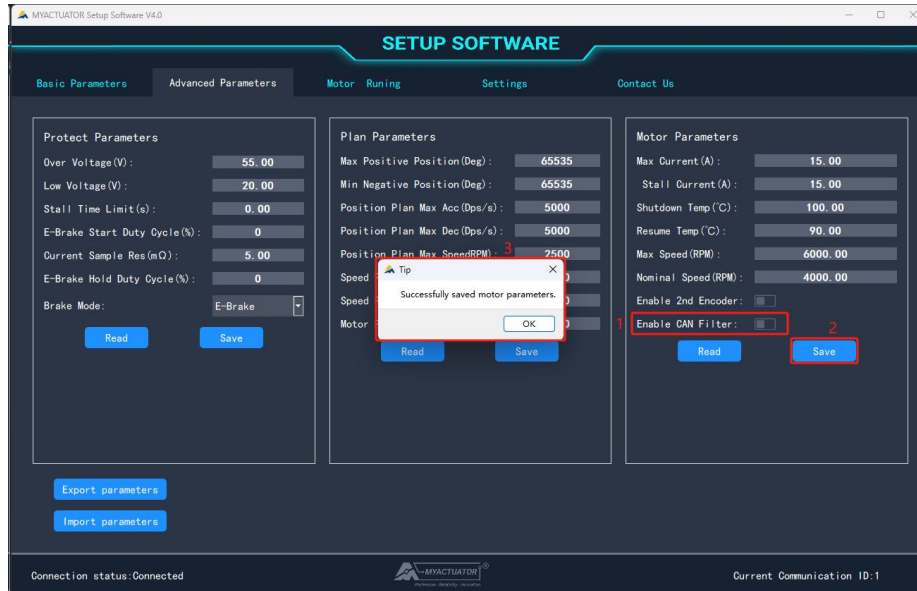 MYACTUATOR Setup Software V4.0
SETUP SOFTWARE
Basic Parameters
Advanced Parameters
Motor Runing
Settings
Contact Us
Protect Parameters
Over Voltage(V): 55.00
Low Voltage(V): 20.00
Stall Time Limit(s): 0.00
E-Brake Start Duty Cycle(%): 0
Current Sample Res(mΩ): 5.00
E-Brake Hold Duty Cycle(%): 0
Brake Mode: E-Brake
Read
Save
Plan Parameters
Max Positive Position(Deg): 65535
Min Negative Position(Deg): 65535
Position Plan Max Acc(Dps/s): 5000
Position Plan Max Dec(Dps/s): 5000
Position Plan Max SpeedRPM): 2500
Speed
Speed
Motor
Read
Save
3
Tip
Successfully saved motor parameters.
OK
Motor Parameters
Max Current(A): 15.00
Stall Current(A): 15.00
Shutdown Temp(℃): 100.00
Resume Temp(℃): 90.00
Max Speed(RPM): 6000.00
Nominal Speed(RPM): 4000.00
Enable 2nd Encoder:
1 Enable CAN Filter:
2
Read
Save
Export parameters
Import parameters
Connection status:Connected
MYACTUATOR®
Current Communication ID:1